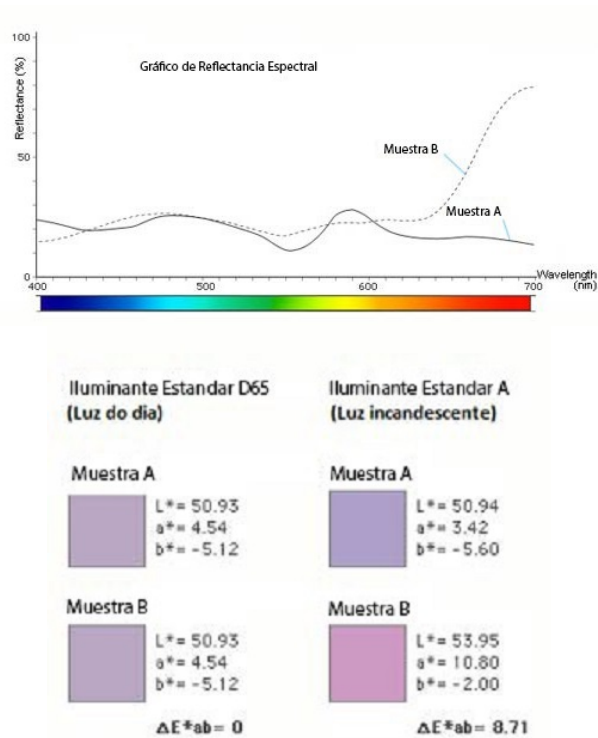 100
Reflectance (%)
Gráfico de Reflectancia Espectral
Muestra B
50
Muestra A
0
400
500
600
700
Wavelength
(nm)
Iluminante Estandar D65
(Luz do dia)
Muestra A
L*= 50.93
a*= 4.54
b*= -5.12
Muestra B
L*= 50.93
a*= 4.54
b*= -5.12
ΔE*ab= 0
Iluminante Estandar A
(Luz incandescente)
Muestra A
L*= 50.94
a*= 3.42
b*= -5.60
Muestra B
L*= 53.95
a*= 10.80
b*= -2.00
ΔE*ab= 8.71